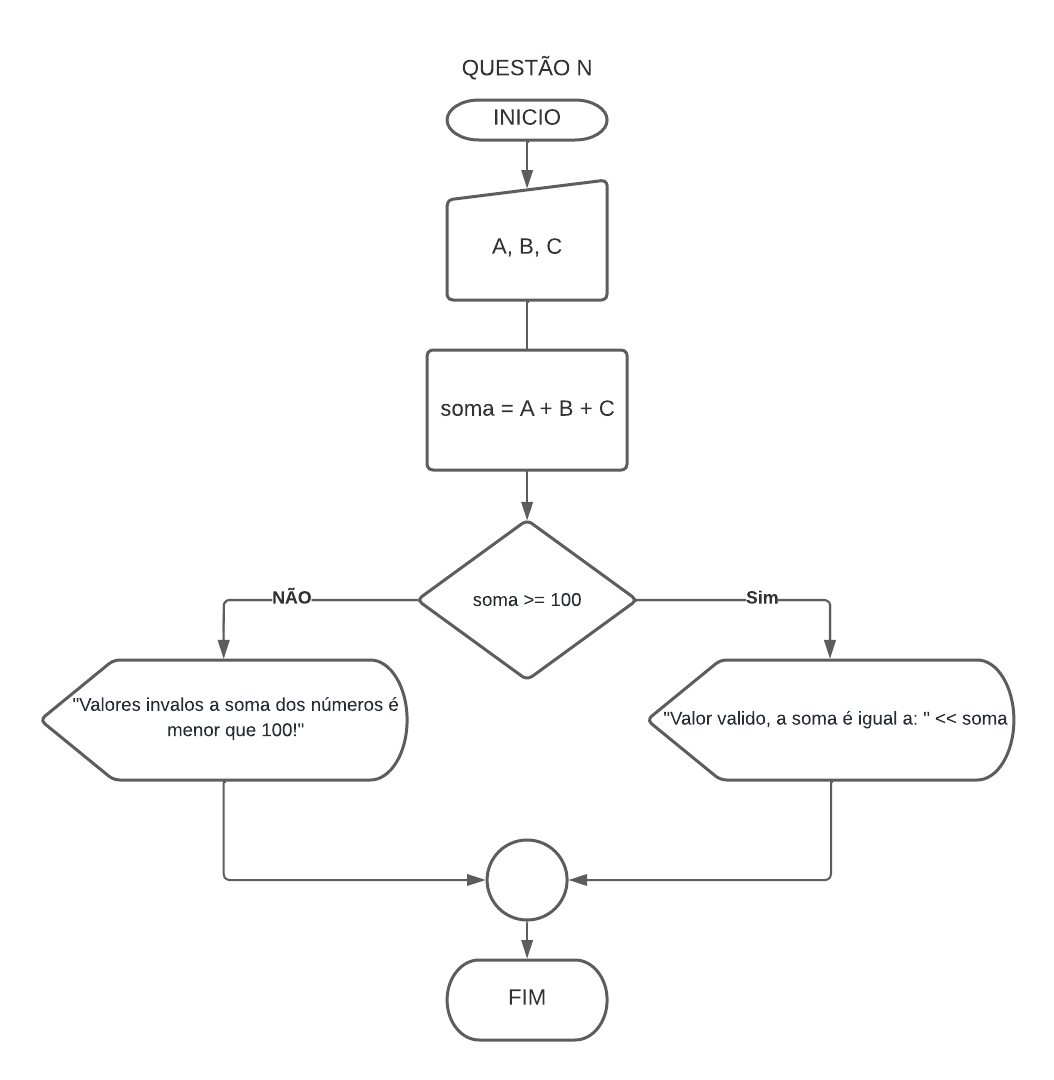 QUESTÃO N
INICIO
A, B, C
soma = A + B + C
soma >= 100
NÃO
Sim
"Valores invalos a soma dos números é
menor que 100!"
"Valor valido, a soma é igual a: " << soma
FIM